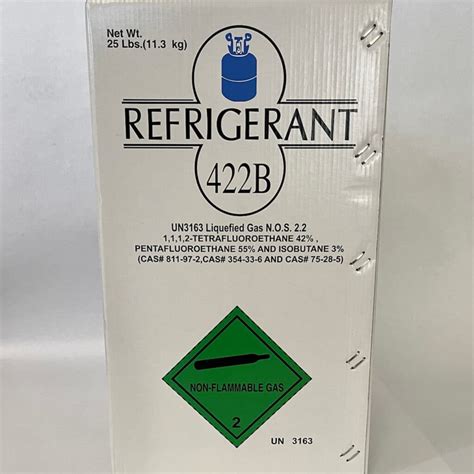 Net Wt.
25 Lbs.(11.3 kg)
REFRIGERANT
422B
UN3163 Liquefied Gas N.O.S. 2.2
1,1,1,2-TETRAFLUOROETHANE 42% ,
PENTAFLUOROETHANE 55% AND ISOBUTANE 3%
(CAS# 811-97-2,CAS# 354-33-6 AND CAS# 75-28-5)
NON-FLAMMABLE GAS
2
UN 3163